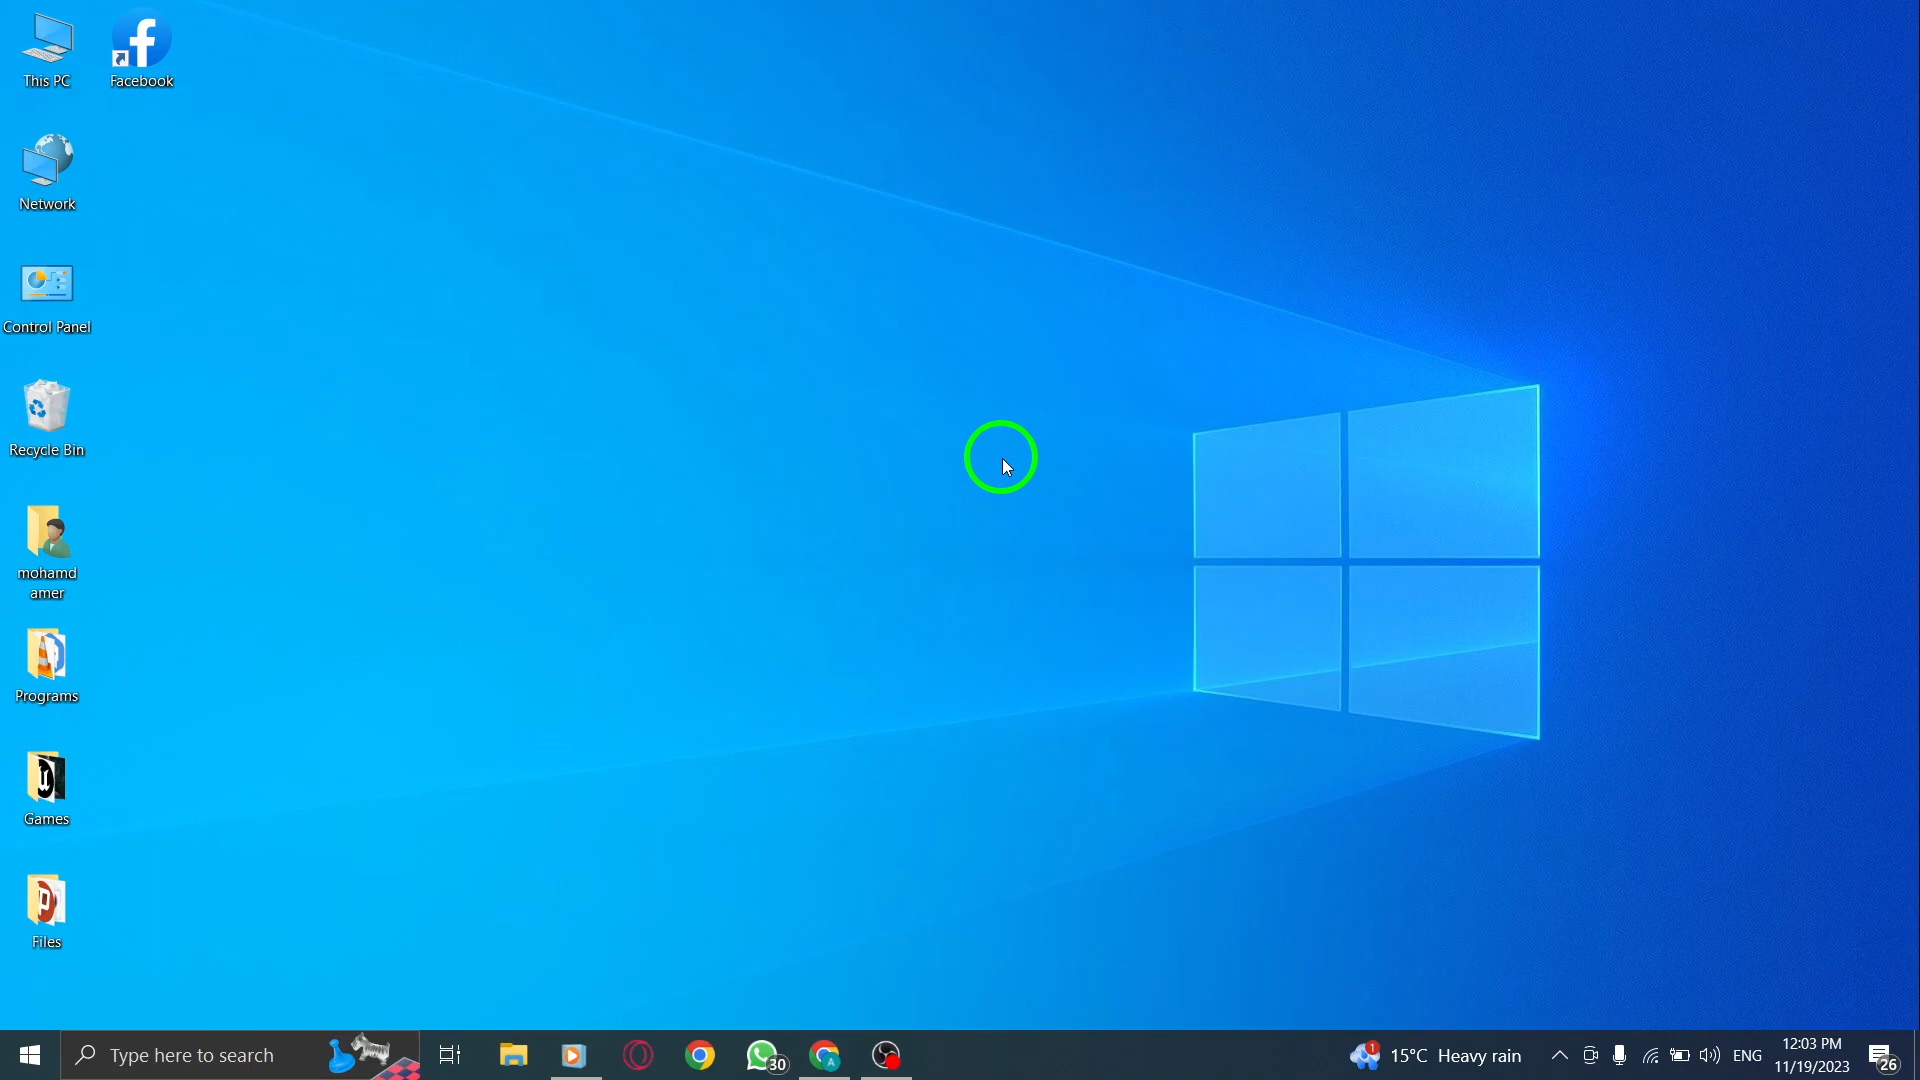 This PC
Facebook
Network
Control Panel
Recycle Bin
mohamd
amer
Programs
Games
Files
Type here to search
30
A
1
15°C Heavy rain
ENG
12:03 PM
11/19/2023
26